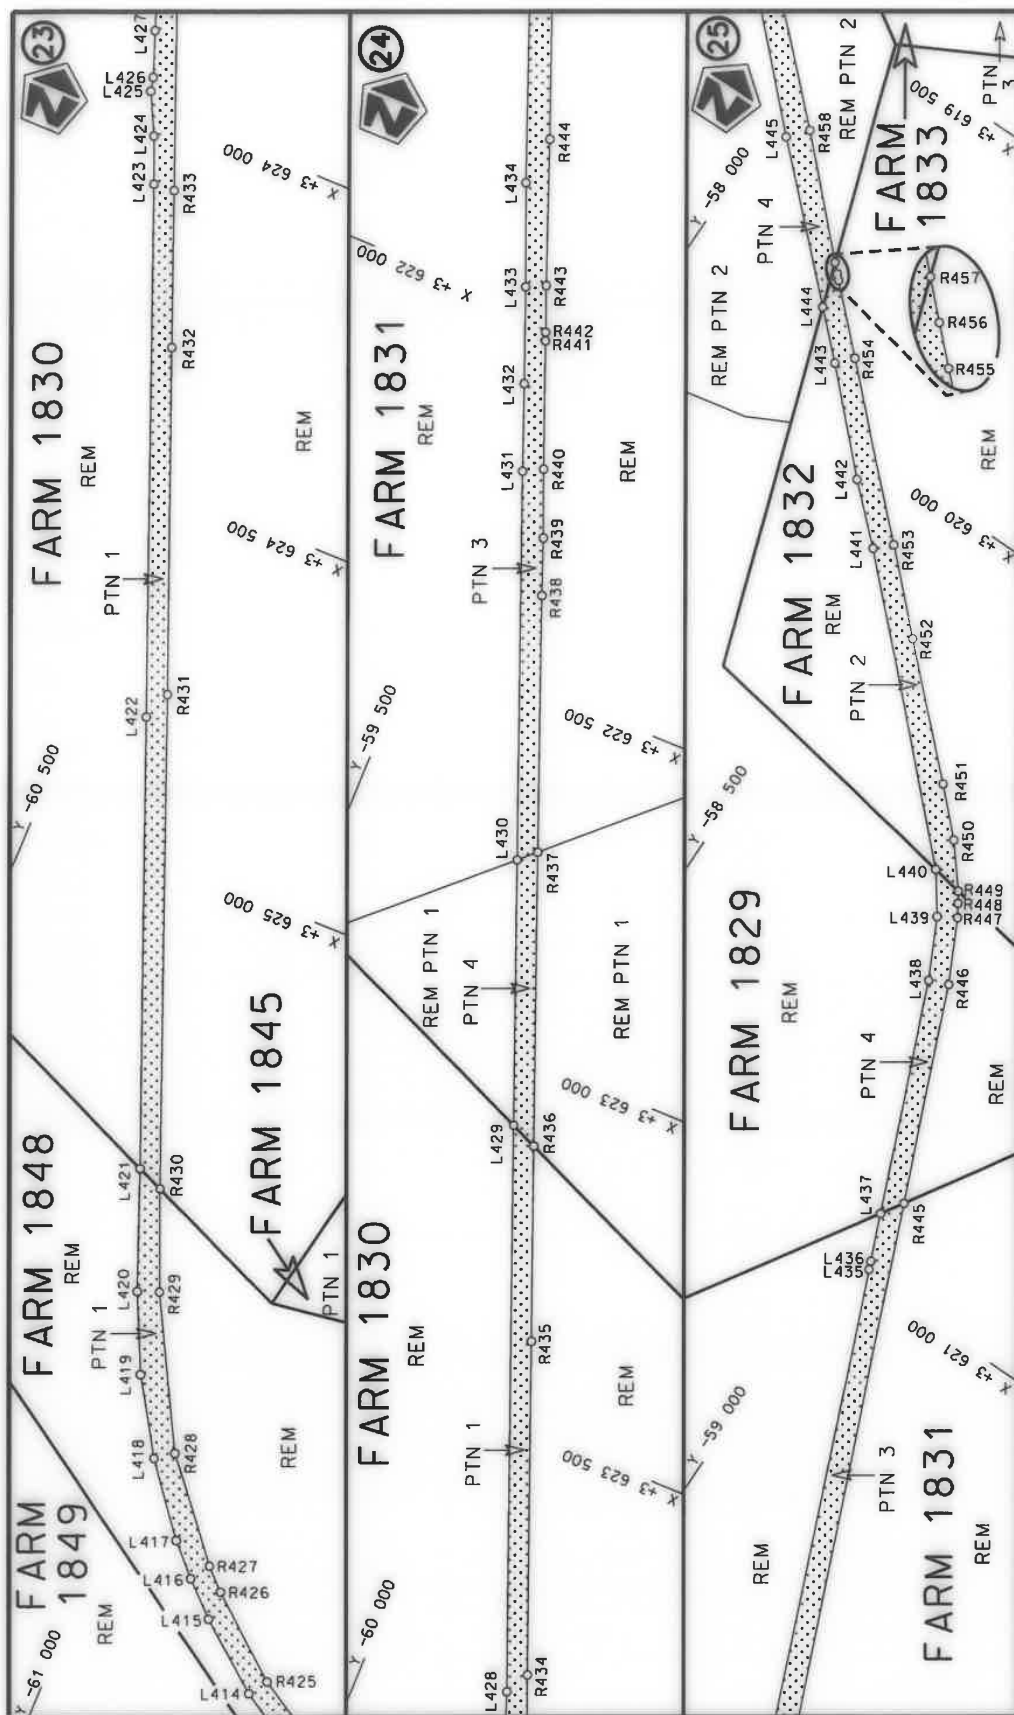 23
N
L427
L426
L425
L424
L423
R433
+3 624 000
X
R432
FARM 1830
REM
REM
PTN 1
+3 624 500
X
R431
L422
Y -60 500
+3 625 000
X
FARM 1845
L421
R430
FARM 1848
REM
PTN 1
L420
R429
PTN 1
L419
L418
R428
REM
FARM
1849
REM
L417
R427
L416
R426
L415
R425
L414
Y -61 000
24
N
R444
L434
X +3 622 000
L433
R443
R442
R441
L432
FARM 1831
REM
L431
R440
REM
R439
PTN 3
R438
Y -59 500
+3 622 500
X
L430
R437
REM PTN 1
PTN 4
REM PTN 1
+3 623 000
X
L429
R436
FARM 1830
REM
R435
REM
PTN 1
+3 623 500
X
Y -60 000
L428
R434
25
N
REM PTN 2
PTN 3
+3 619 500
X
L445
R458
FARM
1833
Y -58 000
PTN 4
REM PTN 2
R457
R456
R455
L444
L443
R454
REM
L442
FARM 1832
REM
+3 620 000
X
L441
R453
R452
PTN 2
R451
Y -58 500
R450
L440
R449
R448
R447
L439
FARM 1829
REM
L438
R446
PTN 4
REM
L437
R445
L436
L435
+3 621 000
X
Y -59 000
PTN 3
FARM 1831
REM
REM